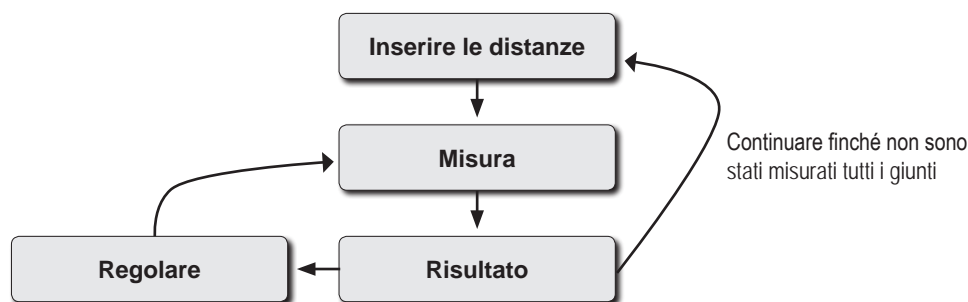 Inserire le distanze
Misura
Continuare finché non sono
stati misurati tutti i giunti
Regolare
Risultato